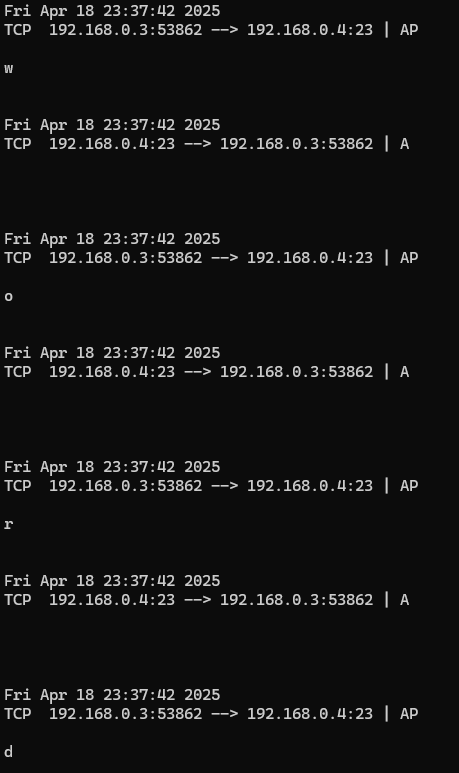 Fri Apr 18 23:37:42 2025
TCP  192.168.0.3:53862 --> 192.168.0.4:23 | AP
w
Fri Apr 18 23:37:42 2025
TCP  192.168.0.4:23 --> 192.168.0.3:53862 | A
Fri Apr 18 23:37:42 2025
TCP  192.168.0.3:53862 --> 192.168.0.4:23 | AP
o
Fri Apr 18 23:37:42 2025
TCP  192.168.0.4:23 --> 192.168.0.3:53862 | A
Fri Apr 18 23:37:42 2025
TCP  192.168.0.3:53862 --> 192.168.0.4:23 | AP
r
Fri Apr 18 23:37:42 2025
TCP  192.168.0.4:23 --> 192.168.0.3:53862 | A
Fri Apr 18 23:37:42 2025
TCP  192.168.0.3:53862 --> 192.168.0.4:23 | AP
d